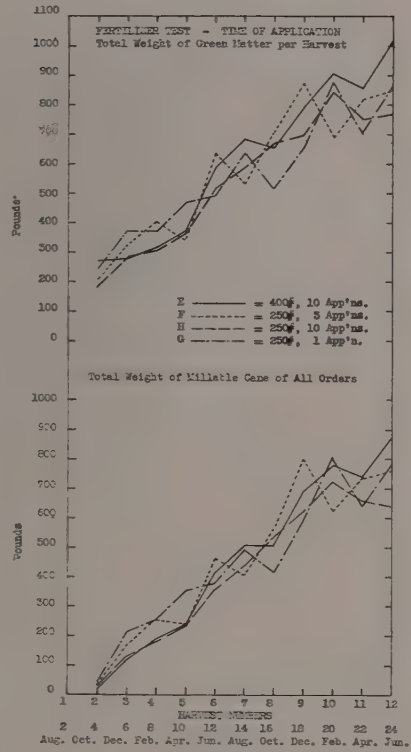 1100
FERTILIZER TEST - TIME OF APPLICATION
Total Weight of Green Matter per Harvest
1000
900
800
700
600
500
400
300
200
100
0
Pounds
E = 400#, 10 App'ns.
F = 250#, 5 App'ns.
H = 250#, 10 App'ns.
G = 250#, 1 App'n.
Total Weight of Millable Cane of All Orders
1000
900
800
700
600
500
400
300
200
100
0
Pounds
1 2 3 4 5 6 7 8 9 10 11 12
HARVEST NUMBERS
2 4 6 8 10 12 14 16 18 20 22 24
Aug. Oct. Dec. Feb. Apr. Jun. Aug. Oct. Dec. Feb. Apr. Jun.